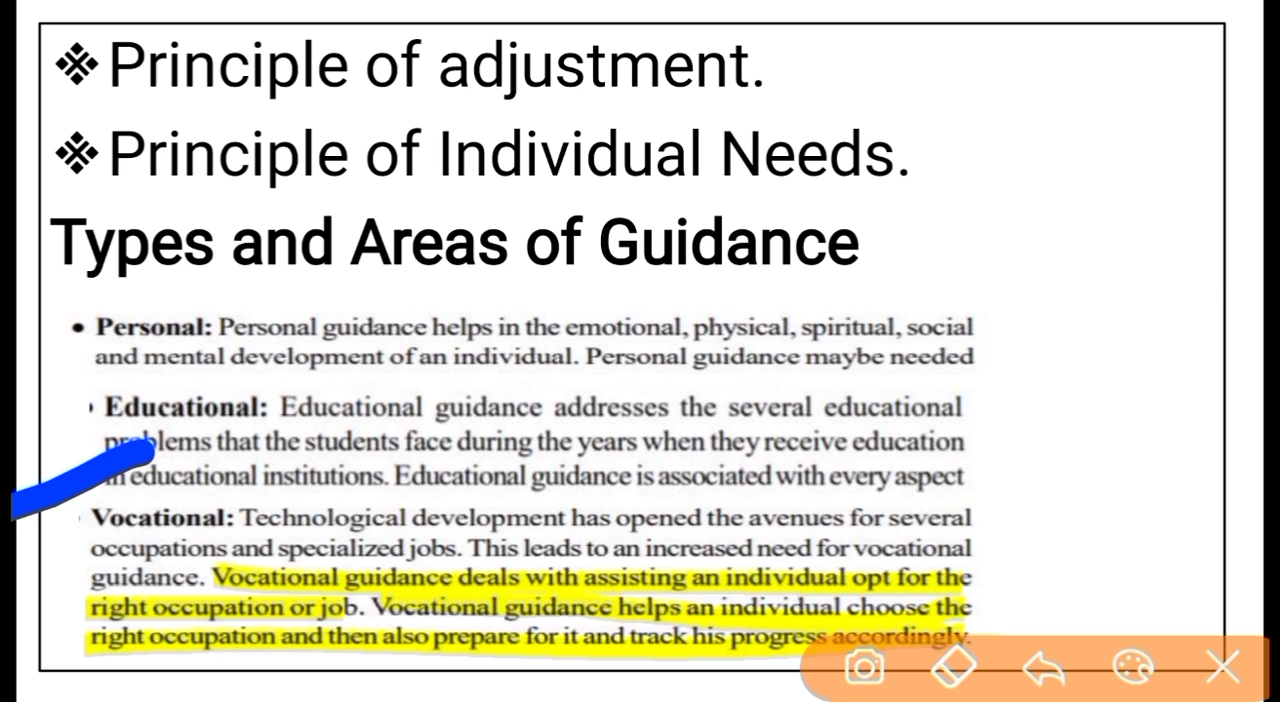 ❖ Principle of adjustment.
❖ Principle of Individual Needs.
Types and Areas of Guidance
• Personal: Personal guidance helps in the emotional, physical, spiritual, social
and mental development of an individual. Personal guidance maybe needed
Educational: Educational guidance addresses the several educational
problems that the students face during the years when they receive education
in educational institutions. Educational guidance is associated with every aspect
Vocational: Technological development has opened the avenues for several
occupations and specialized jobs. This leads to an increased need for vocational
guidance. Vocational guidance deals with assisting an individual opt for the
right occupation or job. Vocational guidance helps an individual choose the
right occupation and then also prepare for it and track his progress accordingly.